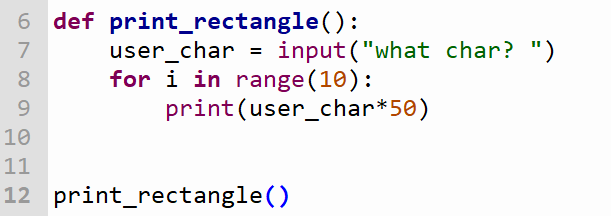 6 def print_rectangle():
7     user_char = input("what char? ")
8     for i in range(10):
9         print(user_char*50)
10
11
12 print_rectangle()